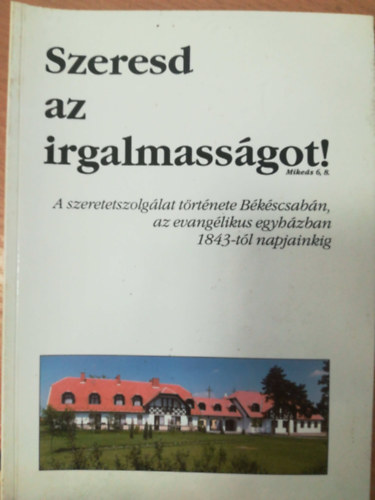 Szeresd
az
irgalmasságot!
Mikeás 6, 8.
A szeretetszolgálat története Békéscsabán,
az evangélikus egyházban
1843-tól napjainkig